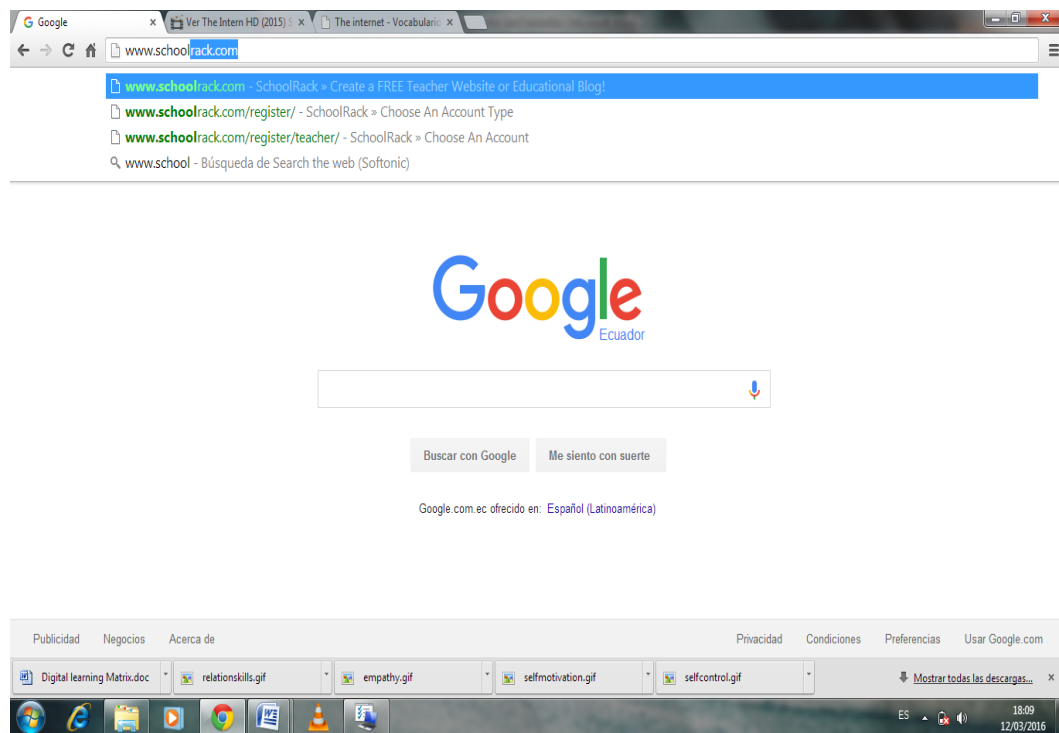 Google
Ver The Intern HD (2015) S
The internet - Vocabulario
www.schoolrack.com
www.schoolrack.com - SchoolRack » Create a FREE Teacher Website or Educational Blog!
www.schoolrack.com/register/ - SchoolRack » Choose An Account Type
www.schoolrack.com/register/teacher/ - SchoolRack » Choose An Account
www.school - Búsqueda de Search the web (Softonic)
Google
Ecuador
Buscar con Google
Me siento con suerte
Google.com.ec ofrecido en: Español (Latinoamérica)
Publicidad
Negocios
Acerca de
Privacidad
Condiciones
Preferencias
Usar Google.com
Digital learning Matrix.doc
relationskills.gif
empathy.gif
selfmotivation.gif
selfcontrol.gif
Mostrar todas las descargas...
ES
18:09
12/03/2016